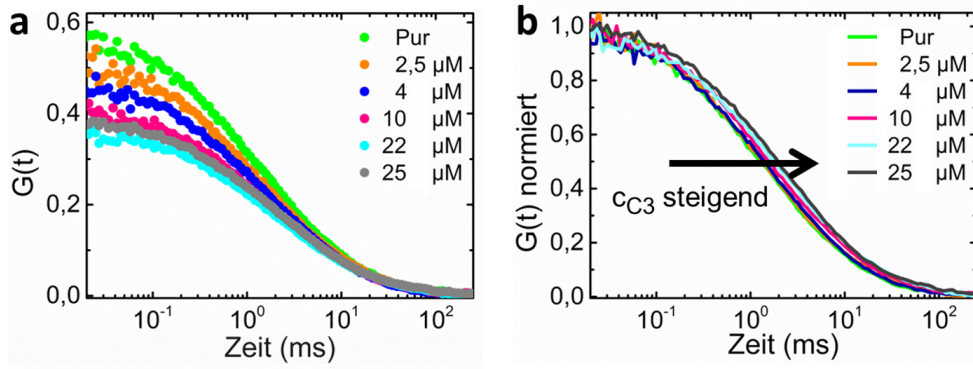 a
G(t)
0,6
0,4
0,2
0,0
10-1
100
101
102
Zeit (ms)
Pur
2,5 µM
4 µM
10 µM
22 µM
25 µM
b
G(t) normiert
1,0
0,8
0,6
0,4
0,2
0,0
10-1
100
101
102
Zeit (ms)
Pur
2,5 µM
4 µM
10 µM
22 µM
25 µM
cC3 steigend